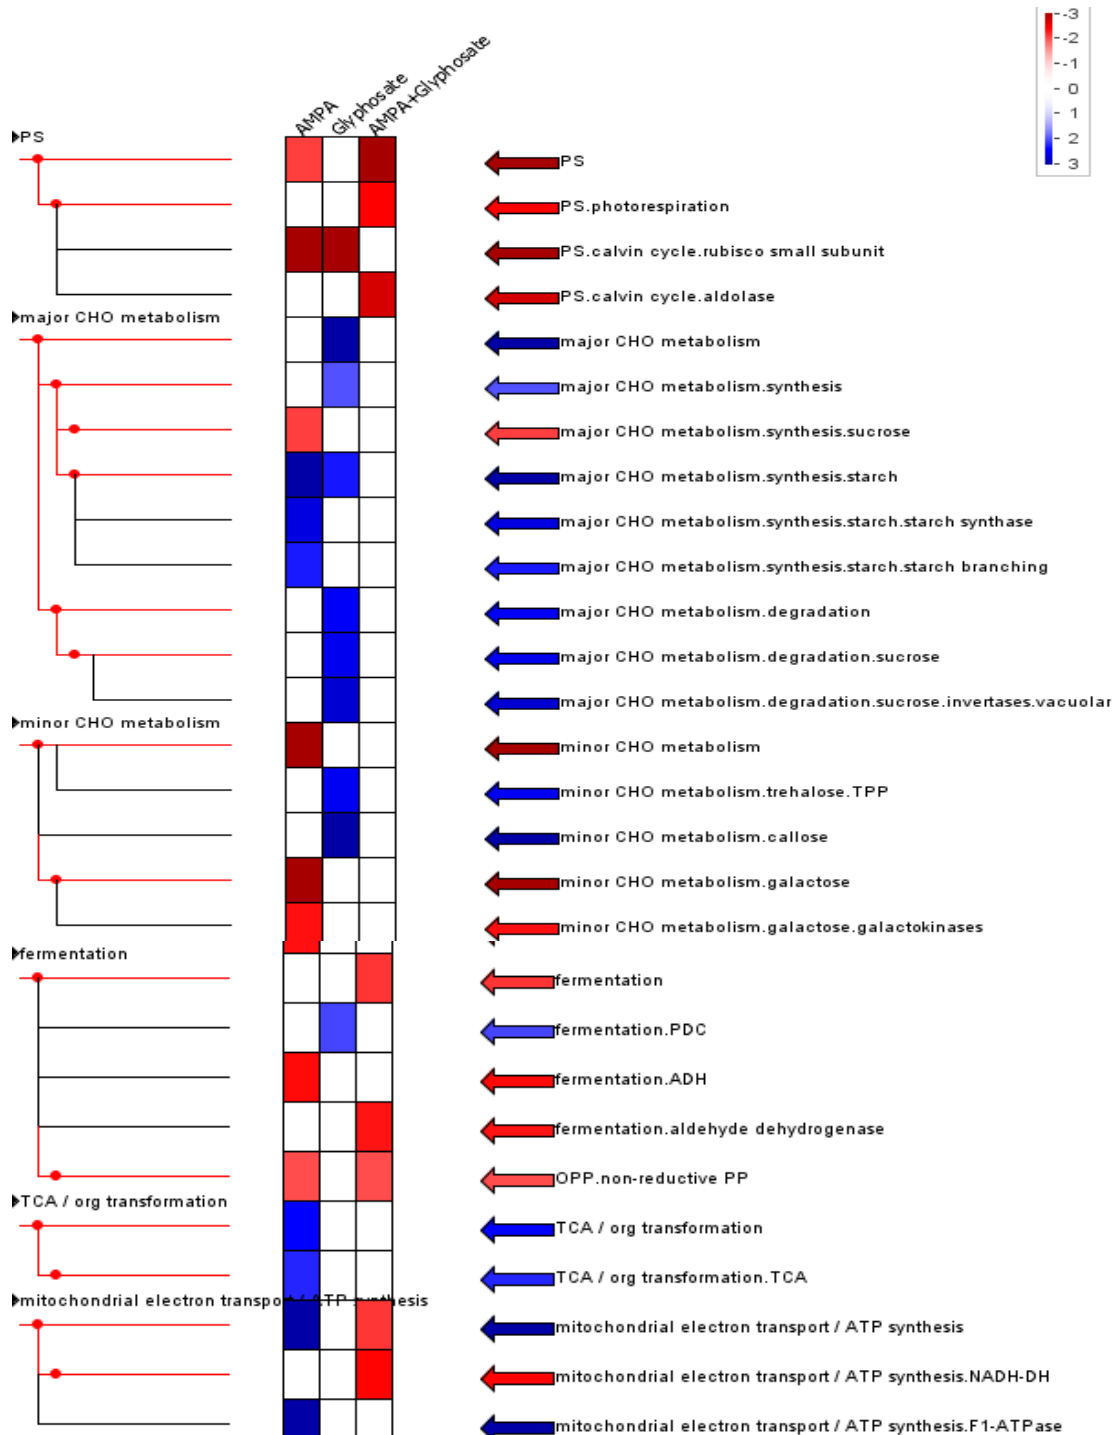 -3
-2
-1
0
1
2
3
AMPA
Glyphosate
AMPA+Glyphosate
PS
PS
PS.photorespiration
PS.calvin cycle.rubisco small subunit
PS.calvin cycle.aldolase
major CHO metabolism
major CHO metabolism
major CHO metabolism.synthesis
major CHO metabolism.synthesis.sucrose
major CHO metabolism.synthesis.starch
major CHO metabolism.synthesis.starch.starch synthase
major CHO metabolism.synthesis.starch.starch branching
major CHO metabolism.degradation
major CHO metabolism.degradation.sucrose
major CHO metabolism.degradation.sucrose.invertases.vacuolar
minor CHO metabolism
minor CHO metabolism
minor CHO metabolism.trehalose.TPP
minor CHO metabolism.callose
minor CHO metabolism.galactose
minor CHO metabolism.galactose.galactokinases
fermentation
fermentation
fermentation.PDC
fermentation.ADH
fermentation.aldehyde dehydrogenase
OPP.non-reductive PP
TCA / org transformation
TCA / org transformation
TCA / org transformation.TCA
mitochondrial electron transport / ATP synthesis
mitochondrial electron transport / ATP synthesis
mitochondrial electron transport / ATP synthesis.NADH-DH
mitochondrial electron transport / ATP synthesis.F1-ATPase